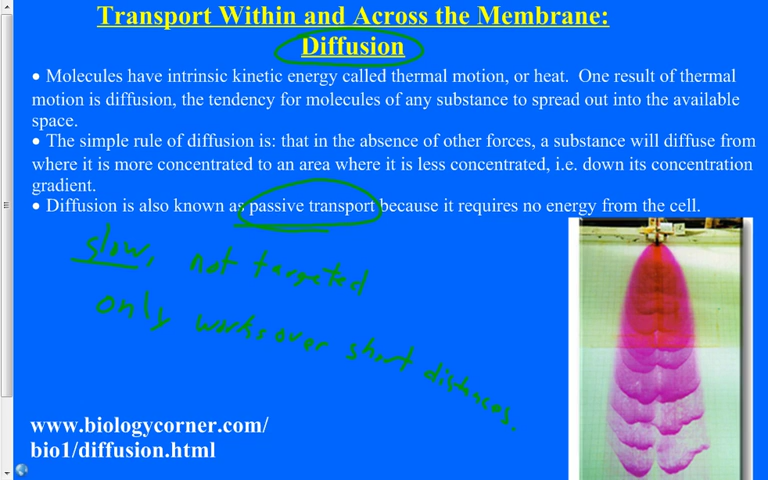 Transport Within and Across the Membrane:
Diffusion
• Molecules have intrinsic kinetic energy called thermal motion, or heat. One result of thermal
motion is diffusion, the tendency for molecules of any substance to spread out into the available
space.
• The simple rule of diffusion is: that in the absence of other forces, a substance will diffuse from
where it is more concentrated to an area where it is less concentrated, i.e. down its concentration
gradient.
• Diffusion is also known as passive transport because it requires no energy from the cell.
slow, not targeted
only works over short distances.
www.biologycorner.com/
bio1/diffusion.html